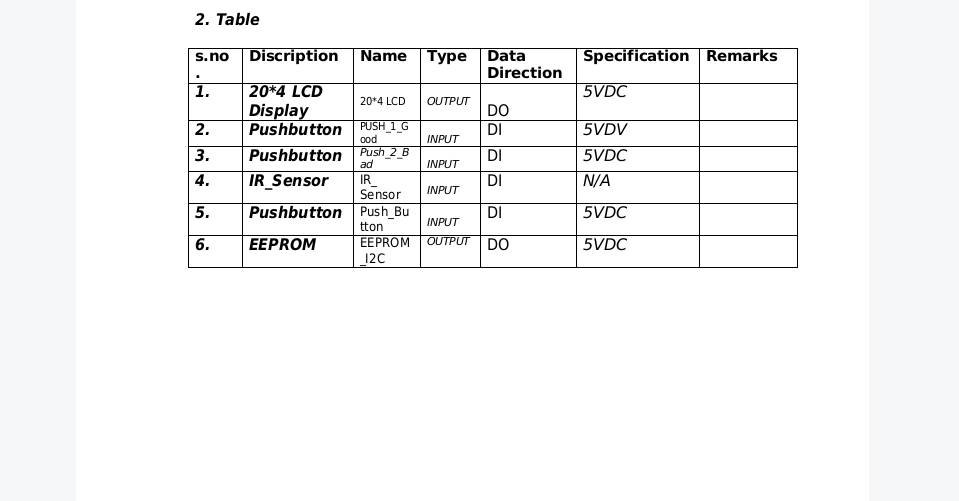 2. Table
s.no. Discription Name Type Data Direction Specification Remarks
1. 20*4 LCD Display 20*4 LCD OUTPUT DO 5VDC
2. Pushbutton PUSH_1_Good INPUT DI 5VDV
3. Pushbutton Push_2_Bad INPUT DI 5VDC
4. IR_Sensor IR_Sensor INPUT DI N/A
5. Pushbutton Push_Button INPUT DI 5VDC
6. EEPROM EEPROM_I2C OUTPUT DO 5VDC